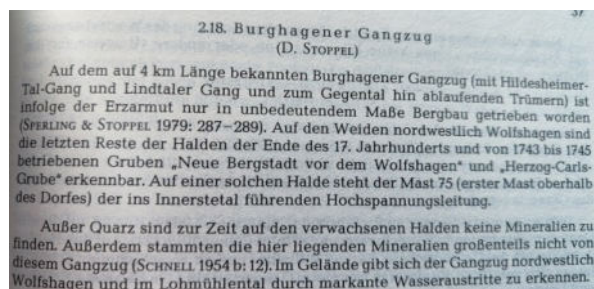 37
2.18. Burghagener Gangzug
(D. STOPPEL)
Auf dem auf 4 km Länge bekannten Burghagener Gangzug (mit Hildesheimer-
Tal-Gang und Lindtaler Gang und zum Gegental hin ablaufenden Trümern) ist
infolge der Erzarmut nur in unbedeutendem Maße Bergbau getrieben worden
(SPERLING & STOPPEL 1979: 287–289). Auf den Weiden nordwestlich Wolfshagen sind
die letzten Reste der Halden der Ende des 17. Jahrhunderts und von 1743 bis 1745
betriebenen Gruben „Neue Bergstadt vor dem Wolfshagen“ und „Herzog-Carls-
Grube“ erkennbar. Auf einer solchen Halde steht der Mast 75 (erster Mast oberhalb
des Dorfes) der ins Innerstetal führenden Hochspannungsleitung.
Außer Quarz sind zur Zeit auf den verwachsenen Halden keine Mineralien zu
finden. Außerdem stammten die hier liegenden Mineralien großenteils nicht von
diesem Gangzug (SCHNELL 1954 b: 12). Im Gelände gibt sich der Gangzug nordwestlich
Wolfshagen und im Lohmühlental durch markante Wasseraustritte zu erkennen.